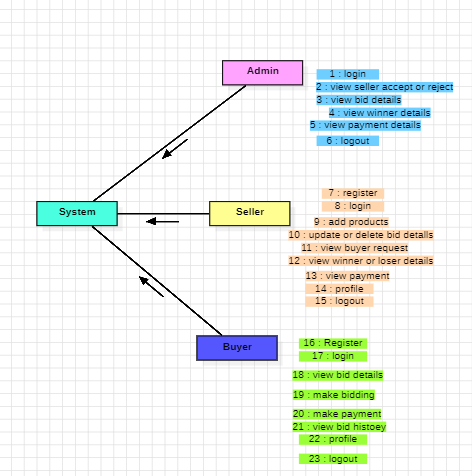 Admin
1 : login
2 : view seller accept or reject
3 : view bid details
4 : view winner details
5 : view payment details
6 : logout
System
Seller
7 : register
8 : login
9 : add products
10 : update or delete bid detalls
11 : view buyer request
12 : view winner or loser details
13 : view payment
14 : profile
15 : logout
Buyer
16 : Register
17 : login
18 : view bid details
19 : make bidding
20 : make payment
21 : view bid histoey
22 : profile
23 : logout